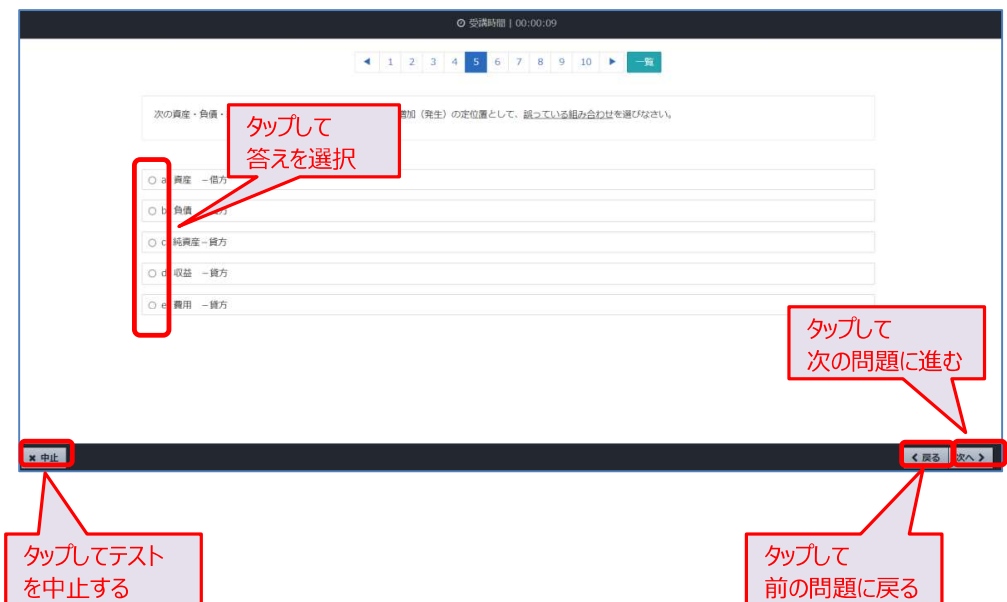 受講時間 | 00:00:09
◀ 1 2 3 4 5 6 7 8 9 10 ▶ 一覧
次の資産・負債・ 増加（発生）の定位置として、誤っている組み合わせを選びなさい。
タップして
答えを選択
a 資産 －借方
b 負債 方
c 純資産－貸方
d 収益 －貸方
e 費用 －貸方
タップして
次の問題に進む
✖ 中止
戻る
次へ
タップしてテスト
を中止する
タップして
前の問題に戻る